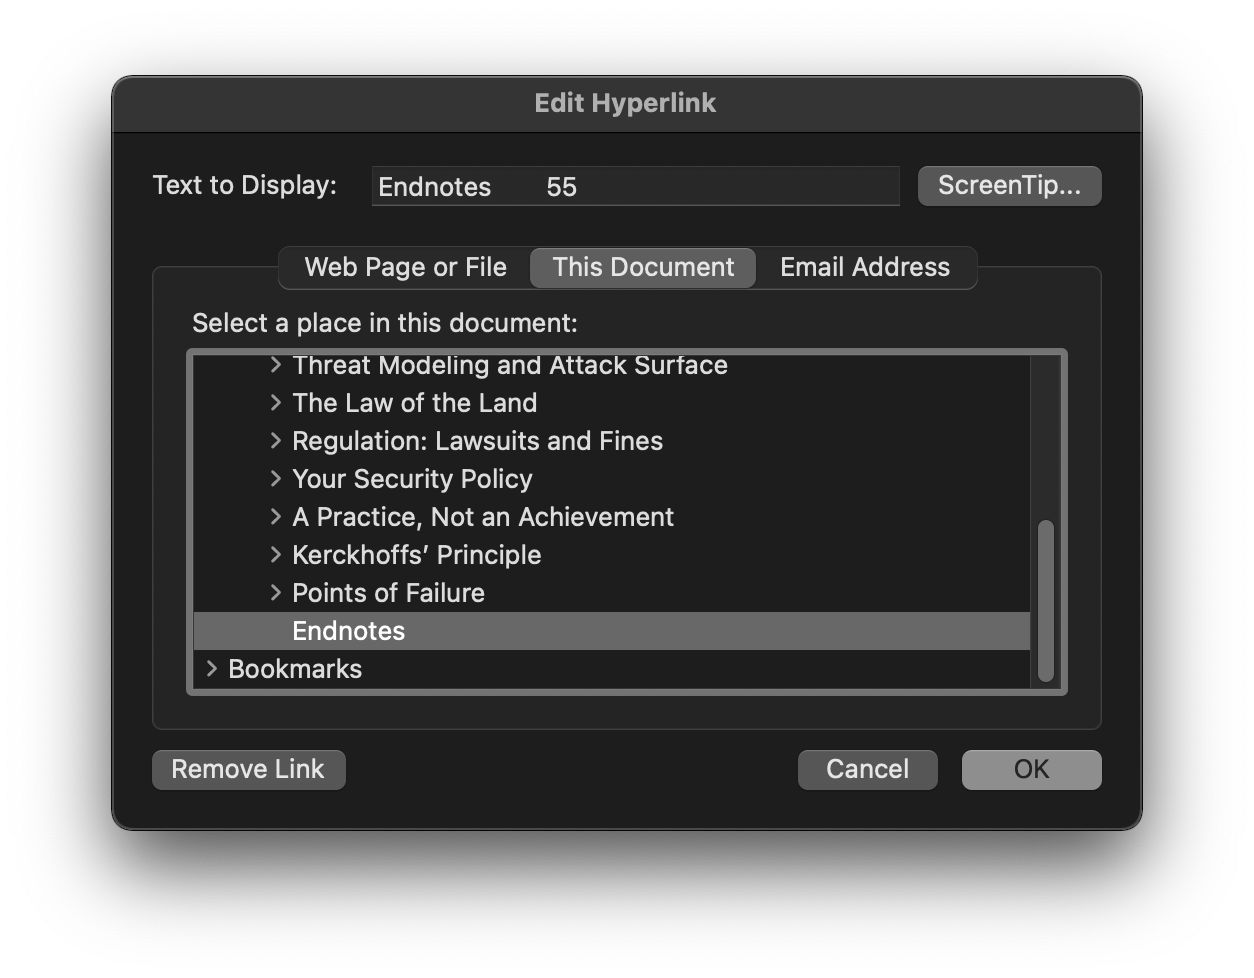 Edit Hyperlink
Text to Display: Endnotes 55 ScreenTip...
Web Page or File This Document Email Address
Select a place in this document:
Threat Modeling and Attack Surface
The Law of the Land
Regulation: Lawsuits and Fines
Your Security Policy
A Practice, Not an Achievement
Kerckhoffs’ Principle
Points of Failure
Endnotes
Bookmarks
Remove Link Cancel OK